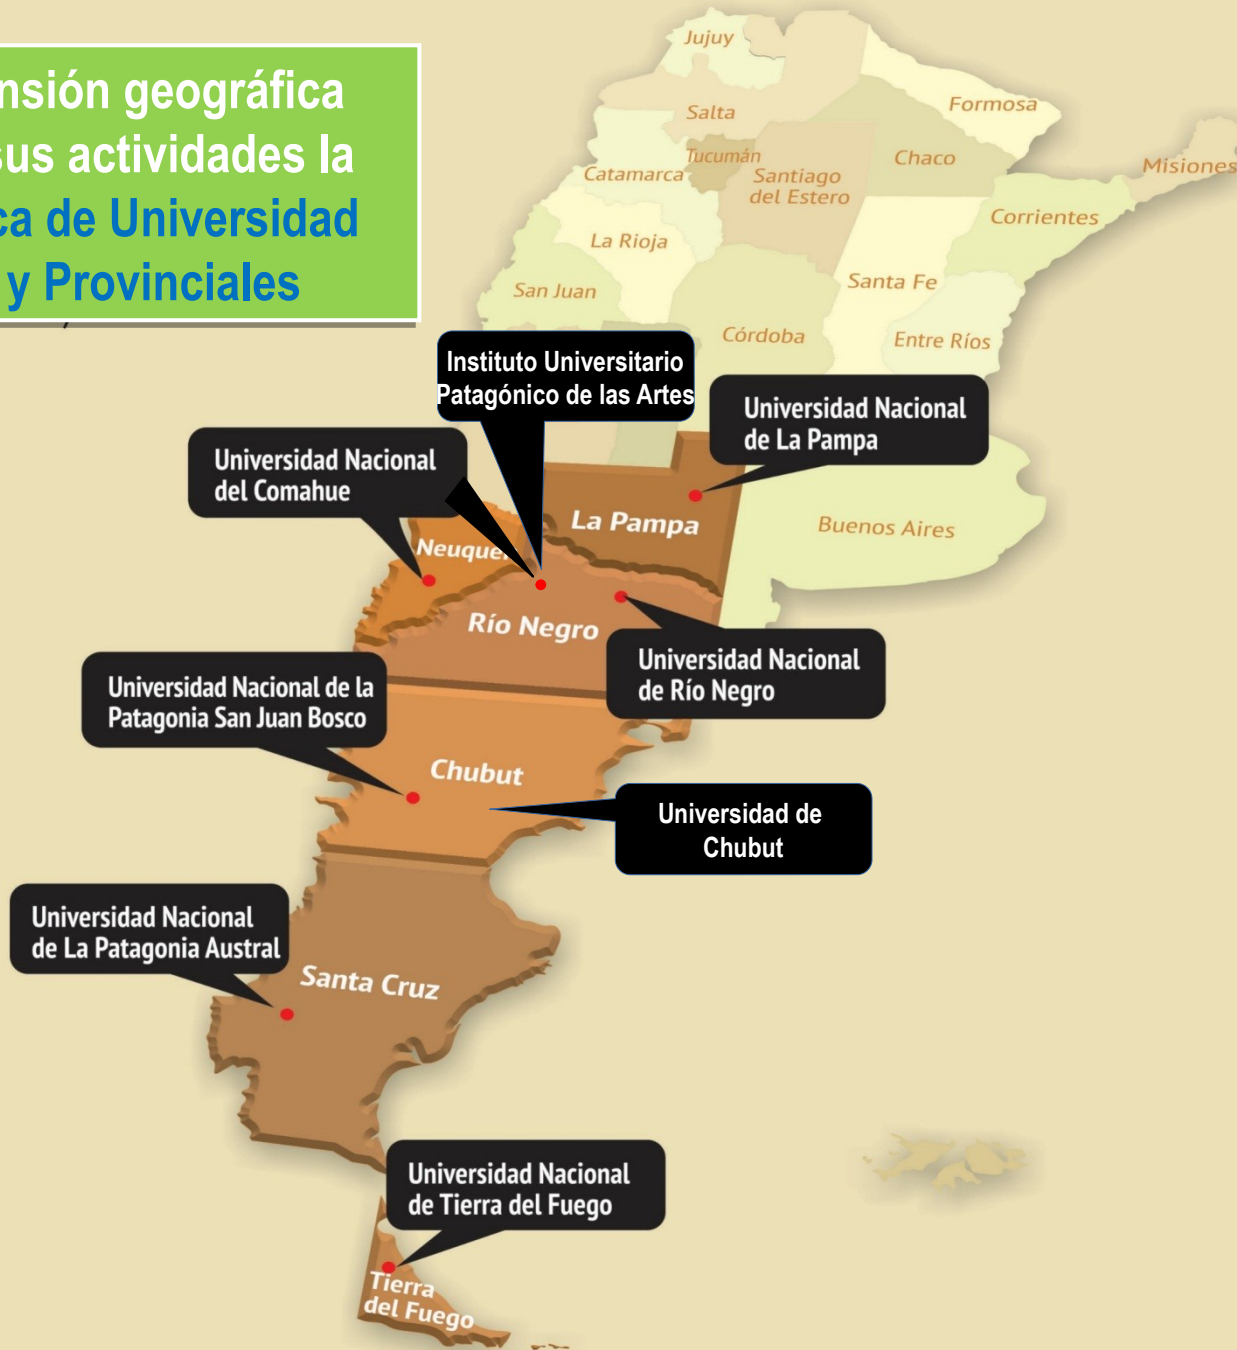 nsión geográfica
sus actividades la
ca de Universidad
y Provinciales
Jujuy
Salta
Formosa
Tucumán
Chaco
Misiones
Catamarca
Santiago
del Estero
Corrientes
La Rioja
San Juan
Santa Fe
Córdoba
Entre Ríos
Instituto Universitario
Patagónico de las Artes
Universidad Nacional
de La Pampa
Universidad Nacional
del Comahue
La Pampa
Buenos Aires
Neuque
Río Negro
Universidad Nacional
de Río Negro
Universidad Nacional de la
Patagonia San Juan Bosco
Chubut
Universidad de
Chubut
Universidad Nacional
de La Patagonia Austral
Santa Cruz
Universidad Nacional
de Tierra del Fuego
Tierra
del Fuego